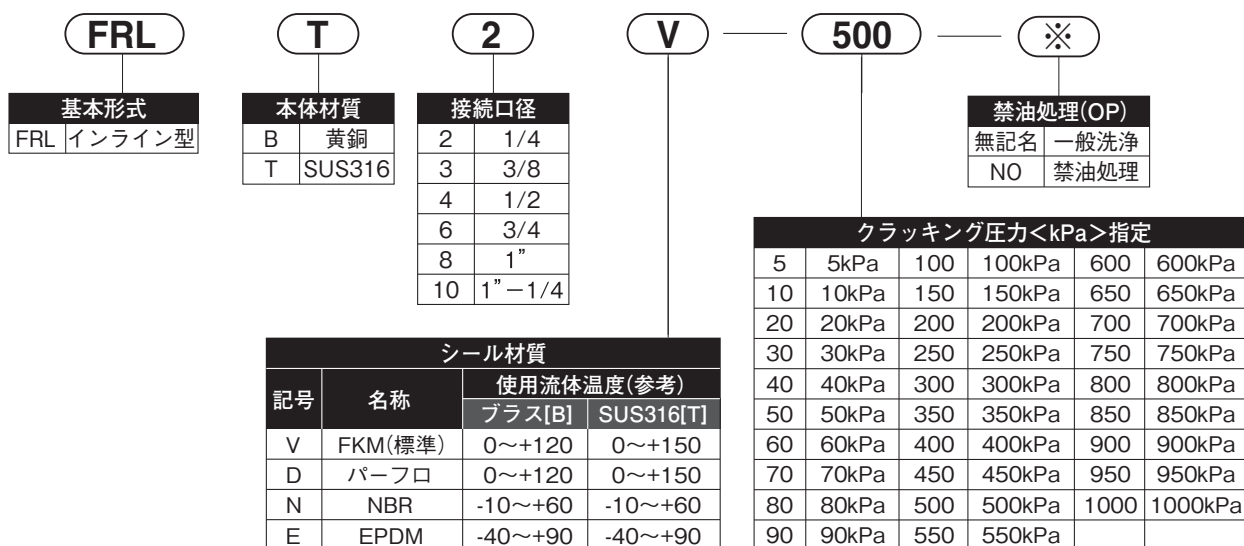 FRL T 2 V 500 ※
基本形式
FRL インライン型
本体材質
B 黄銅
T SUS316
接続口径
2 1/4
3 3/8
4 1/2
6 3/4
8 1”
10 1”−1/4
禁油処理(OP)
無記名 一般洗浄
NO 禁油処理
シール材質
記号 名称 使用流体温度(参考)
ブラス[B] SUS316[T]
V FKM(標準) 0〜+120 0〜+150
D パーフロ 0〜+120 0〜+150
N NBR -10〜+60 -10〜+60
E EPDM -40〜+90 -40〜+90
クラッキング圧力<kPa>指定
5 5kPa 100 100kPa 600 600kPa
10 10kPa 150 150kPa 650 650kPa
20 20kPa 200 200kPa 700 700kPa
30 30kPa 250 250kPa 750 750kPa
40 40kPa 300 300kPa 800 800kPa
50 50kPa 350 350kPa 850 850kPa
60 60kPa 400 400kPa 900 900kPa
70 70kPa 450 450kPa 950 950kPa
80 80kPa 500 500kPa 1000 1000kPa
90 90kPa 550 550kPa